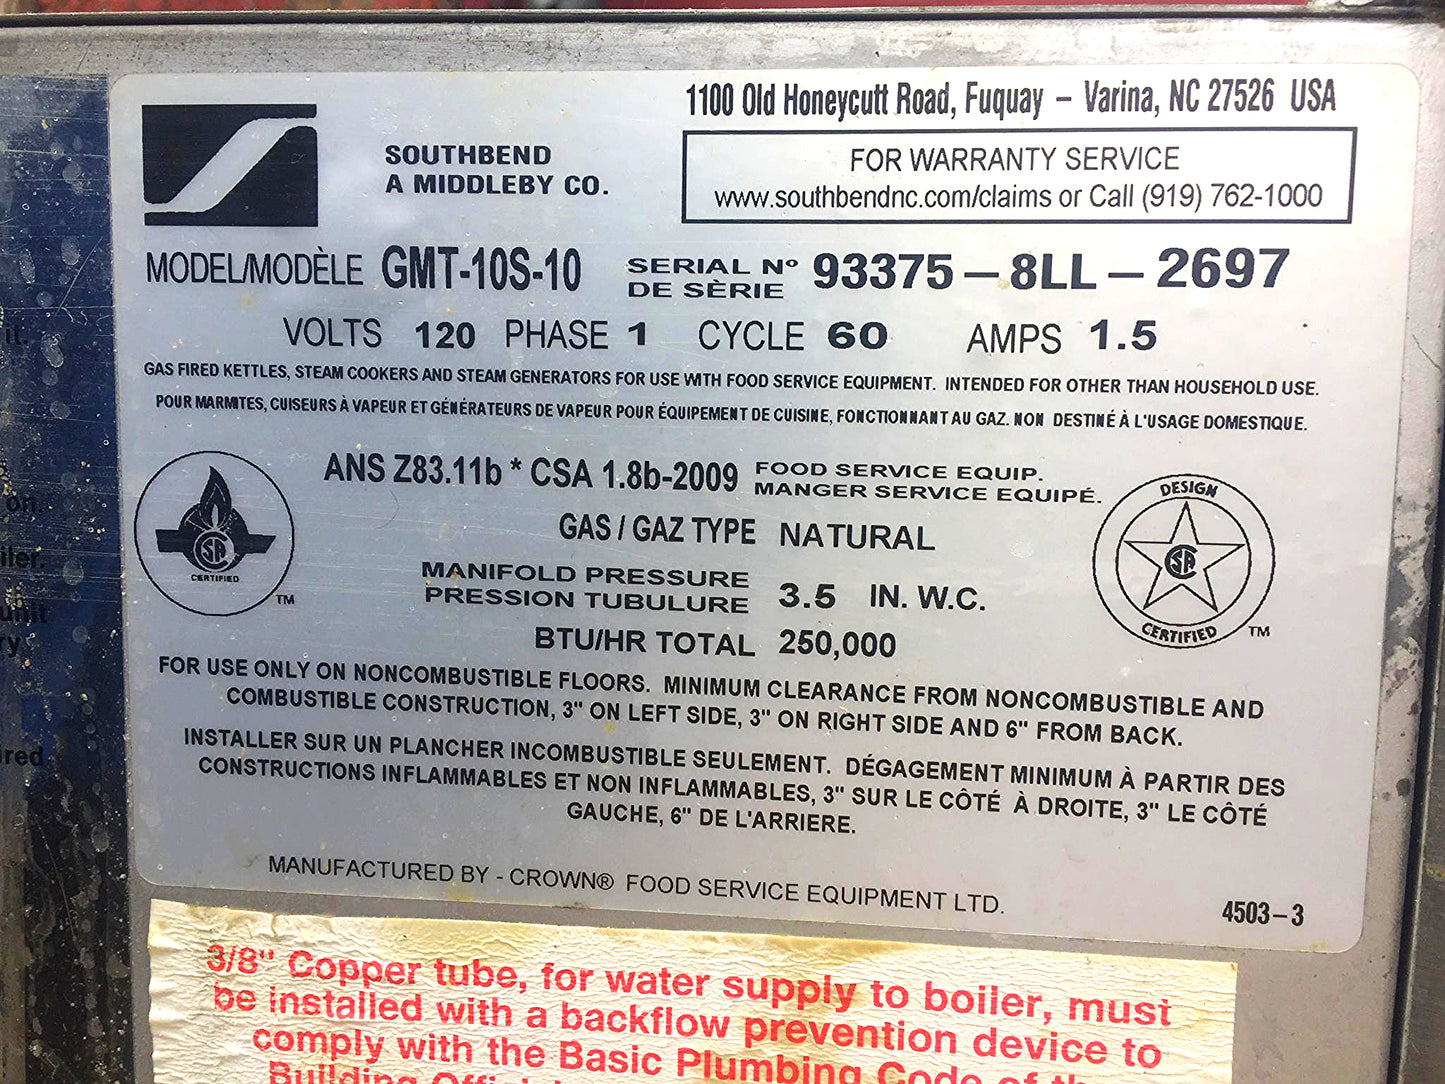 1100 Old Honeycutt Road, Fuquay – Varina, NC 27526 USA
SOUTHBEND
A MIDDLEBY CO.
FOR WARRANTY SERVICE
www.southbendnc.com/claims or Call (919) 762-1000
MODEL/MODÈLE GMT-10S-10
SERIAL Nº
DE SÈRIE
93375 – 8LL – 2697
VOLTS 120 PHASE 1 CYCLE 60 AMPS 1.5
GAS FIRED KETTLES, STEAM COOKERS AND STEAM GENERATORS FOR USE WITH FOOD SERVICE EQUIPMENT. INTENDED FOR OTHER THAN HOUSEHOLD USE.
POUR MARMITES, CUISEURS À VAPEUR ET GÉNÉRATEURS DE VAPEUR POUR ÉQUIPEMENT DE CUISINE, FONCTIONNANT AU GAZ. NON DESTINÉ À L'USAGE DOMESTIQUE.
ANS Z83.11b * CSA 1.8b-2009
FOOD SERVICE EQUIP.
MANGER SERVICE EQUIPÉ.
SA
CERTIFIED
TM
DESIGN
SA
CERTIFIED
TM
GAS / GAZ TYPE NATURAL
MANIFOLD PRESSURE
PRESSION TUBULURE
3.5 IN. W.C.
BTU/HR TOTAL 250,000
FOR USE ONLY ON NONCOMBUSTIBLE FLOORS. MINIMUM CLEARANCE FROM NONCOMBUSTIBLE AND
COMBUSTIBLE CONSTRUCTION, 3" ON LEFT SIDE, 3" ON RIGHT SIDE AND 6" FROM BACK.
INSTALLER SUR UN PLANCHER INCOMBUSTIBLE SEULEMENT. DÉGAGEMENT MINIMUM À PARTIR DES
CONSTRUCTIONS INFLAMMABLES ET NON INFLAMMABLES, 3" SUR LE CÔTÉ À DROITE, 3" LE CÔTÉ
GAUCHE, 6" DE L'ARRIERE.
MANUFACTURED BY - CROWN® FOOD SERVICE EQUIPMENT LTD.
4503–3
3/8" Copper tube, for water supply to boiler, must
be installed with a backflow prevention device to
comply with the Basic Plumbing Code of
Building
it.
on.
unit